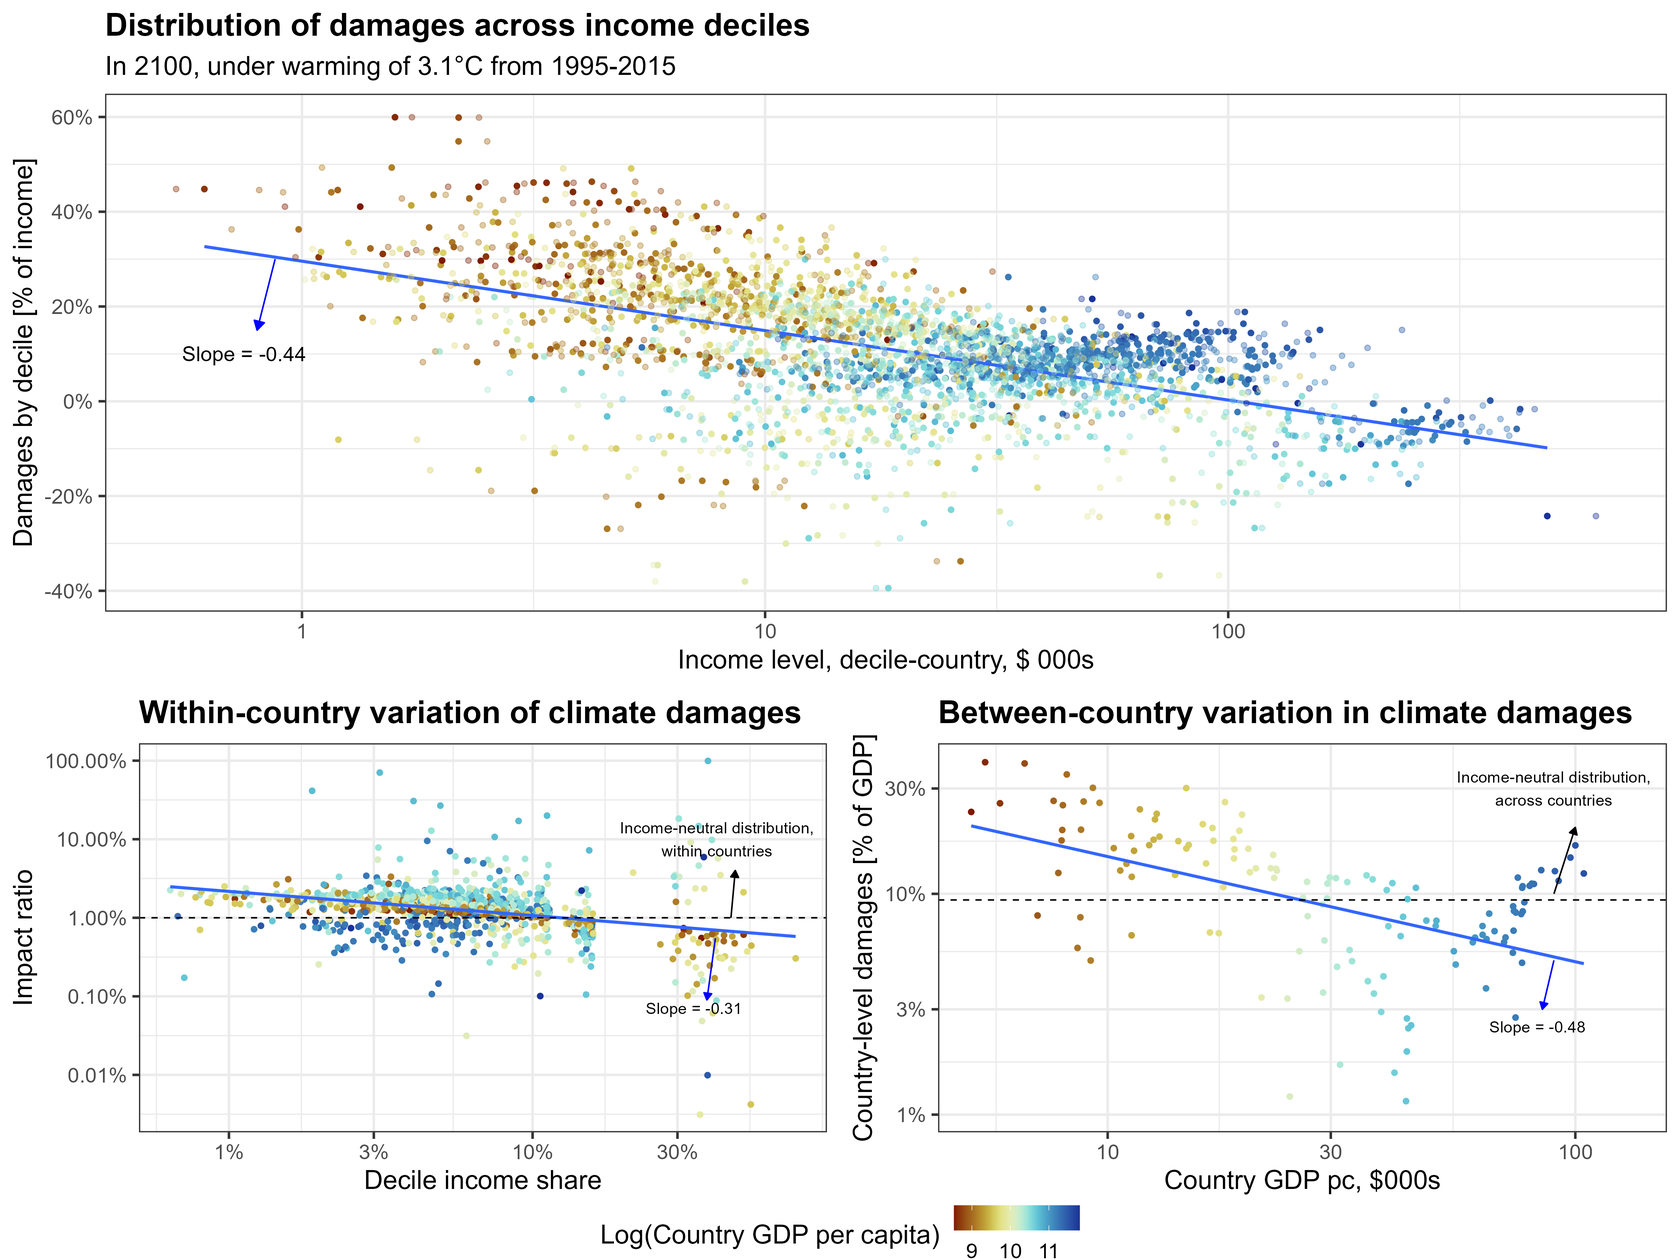 Distribution of damages across income deciles
In 2100, under warming of 3.1°C from 1995-2015
Damages by decile [% of income]
60%
40%
20%
0%
-20%
-40%
Slope = -0.44
1
10
100
Income level, decile-country, $ 000s
Within-country variation of climate damages
Impact ratio
100.00%
10.00%
1.00%
0.10%
0.01%
Income-neutral distribution,
within countries
Slope = -0.31
1%
3%
10%
30%
Decile income share
Between-country variation in climate damages
Country-level damages [% of GDP]
30%
10%
3%
1%
Income-neutral distribution,
across countries
Slope = -0.48
10
30
100
Country GDP pc, $000s
Log(Country GDP per capita)
9
10
11